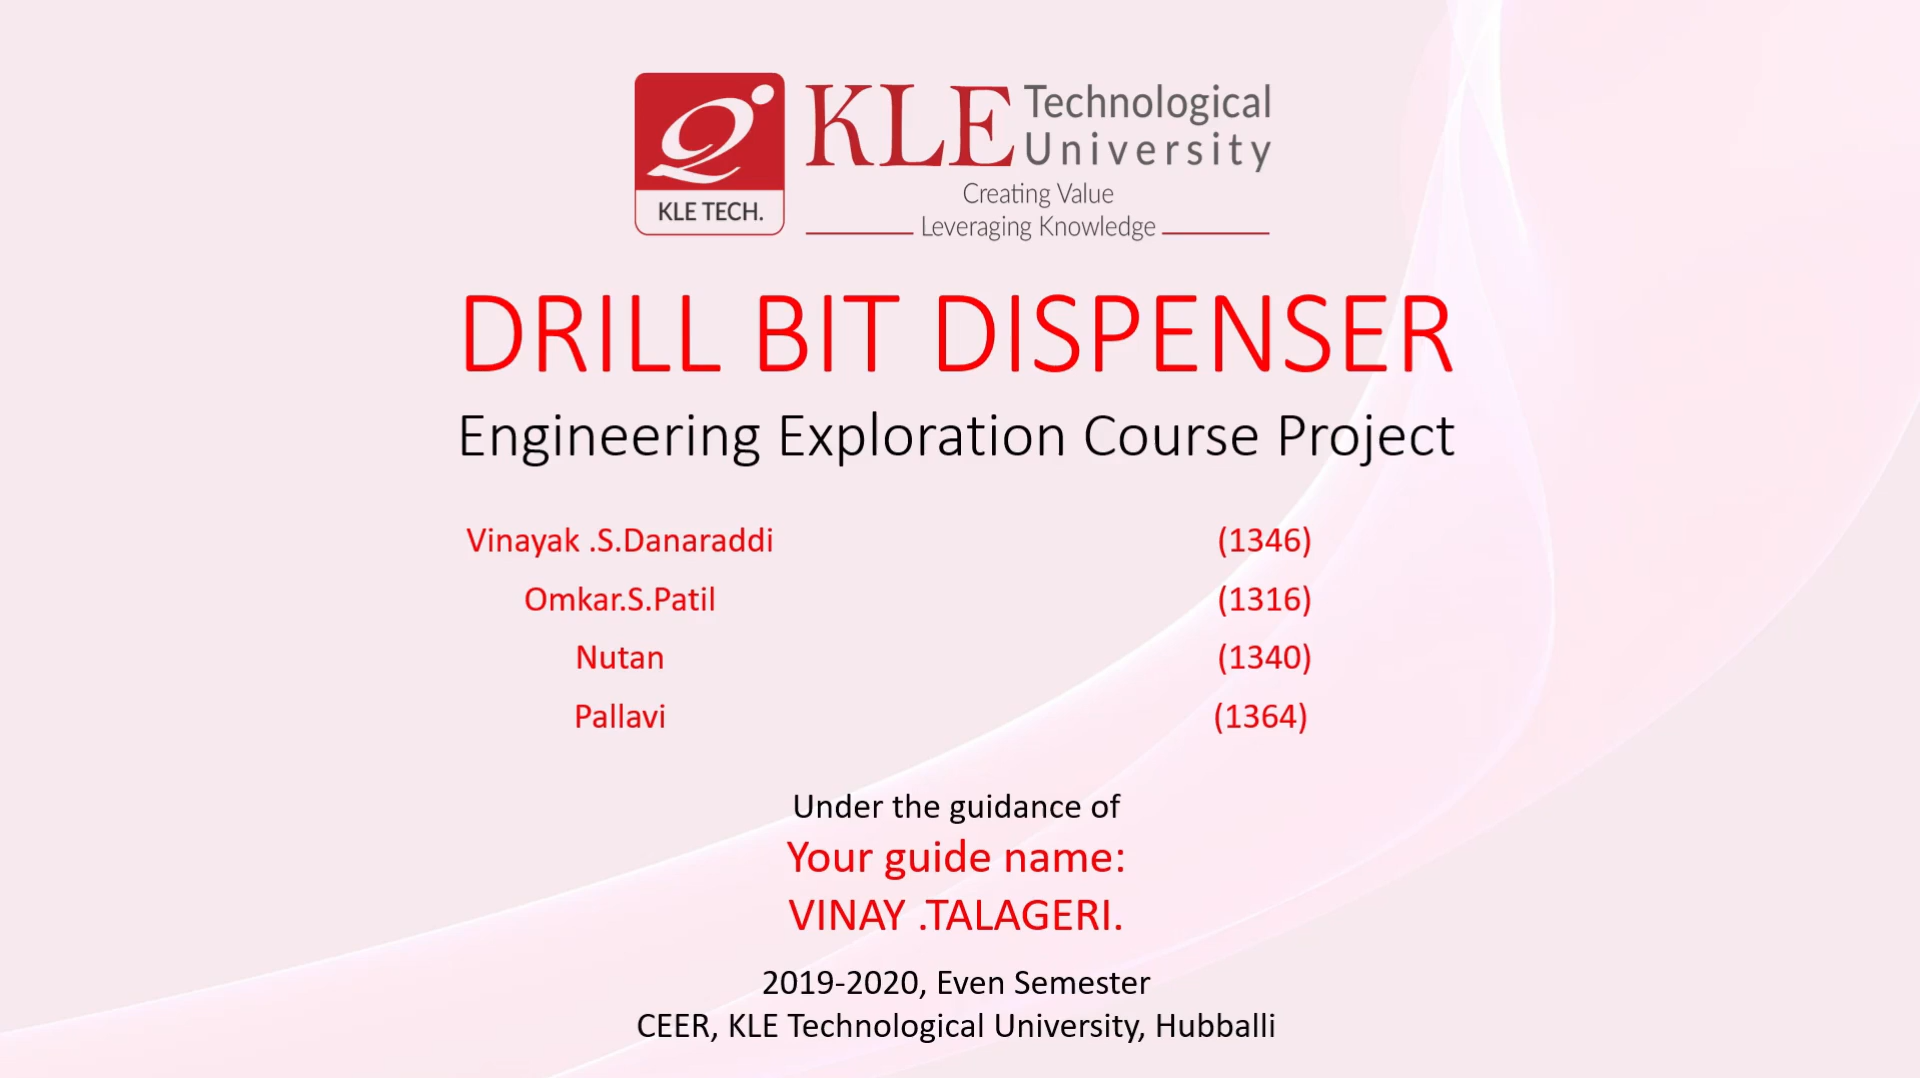 KLE TECH.
KLE Technological
University
Creating Value
Leveraging Knowledge
DRILL BIT DISPENSER
Engineering Exploration Course Project
Vinayak .S.Danaraddi (1346)
Omkar.S.Patil (1316)
Nutan (1340)
Pallavi (1364)
Under the guidance of
Your guide name:
VINAY .TALAGERI.
2019-2020, Even Semester
CEER, KLE Technological University, Hubballi